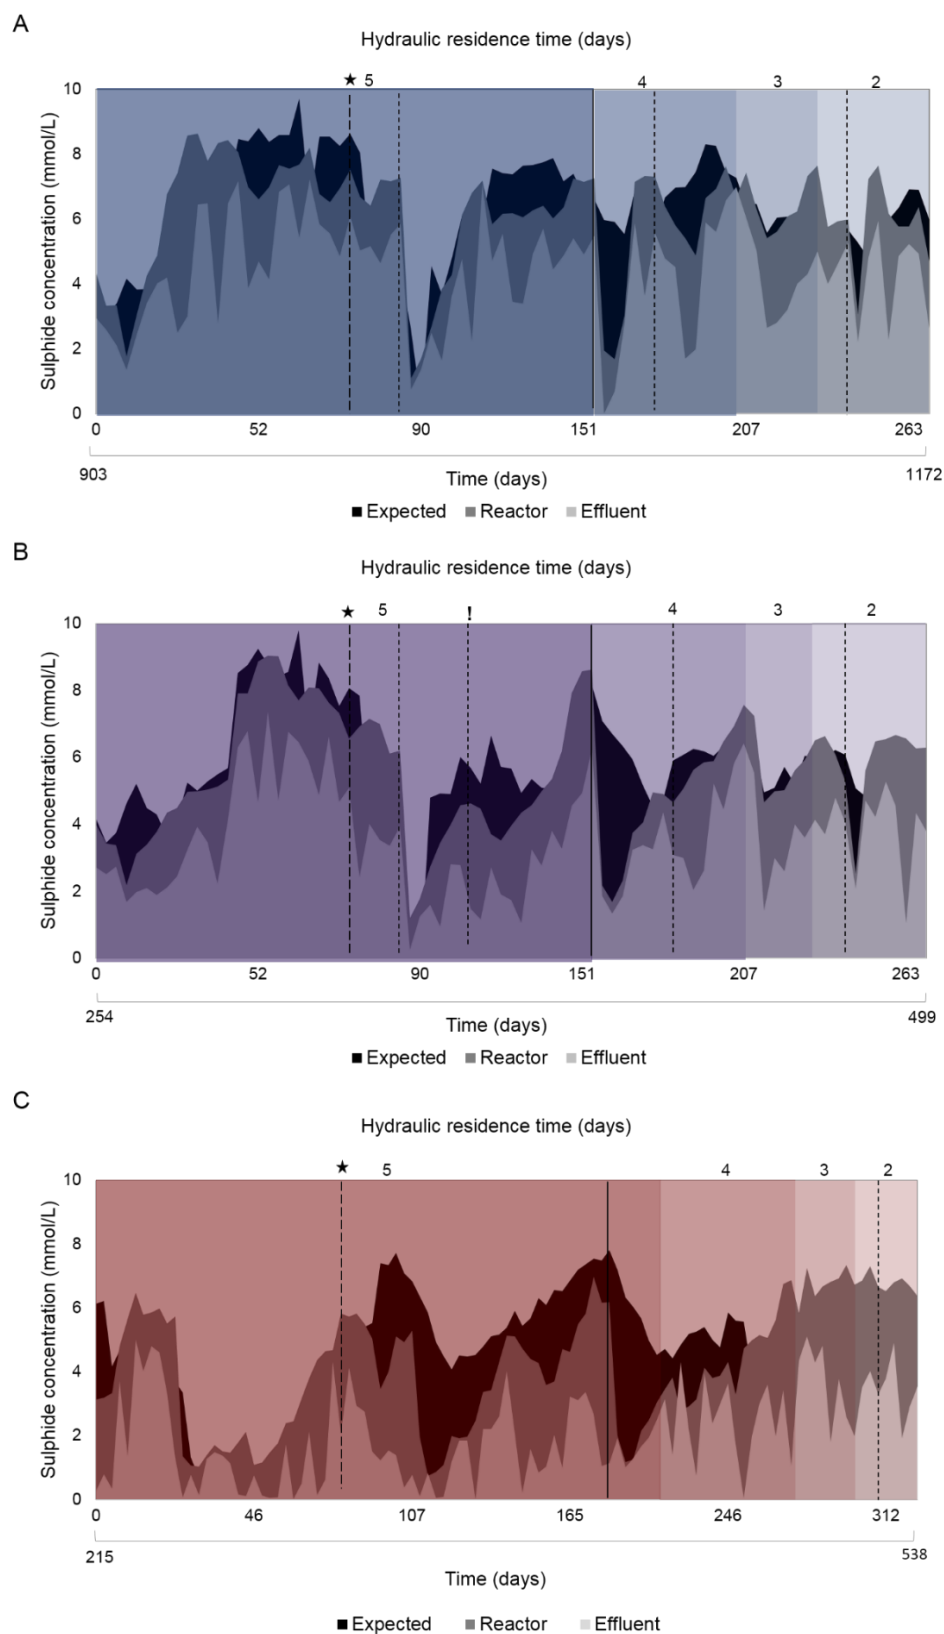 A
Hydraulic residence time (days)
★ 5 4 3 2
Sulphide concentration (mmol/L)
10
8
6
4
2
0
0 52 90 151 207 263
903 1172
Time (days)
■ Expected ■ Reactor ■ Effluent
B
Hydraulic residence time (days)
★ 5 ! 4 3 2
Sulphide concentration (mmol/L)
10
8
6
4
2
0
0 52 90 151 207 263
254 499
Time (days)
■ Expected ■ Reactor ■ Effluent
C
Hydraulic residence time (days)
★ 5 4 3 2
Sulphide concentration (mmol/L)
10
8
6
4
2
0
0 46 107 165 246 312
215 538
Time (days)
■ Expected ■ Reactor ■ Effluent